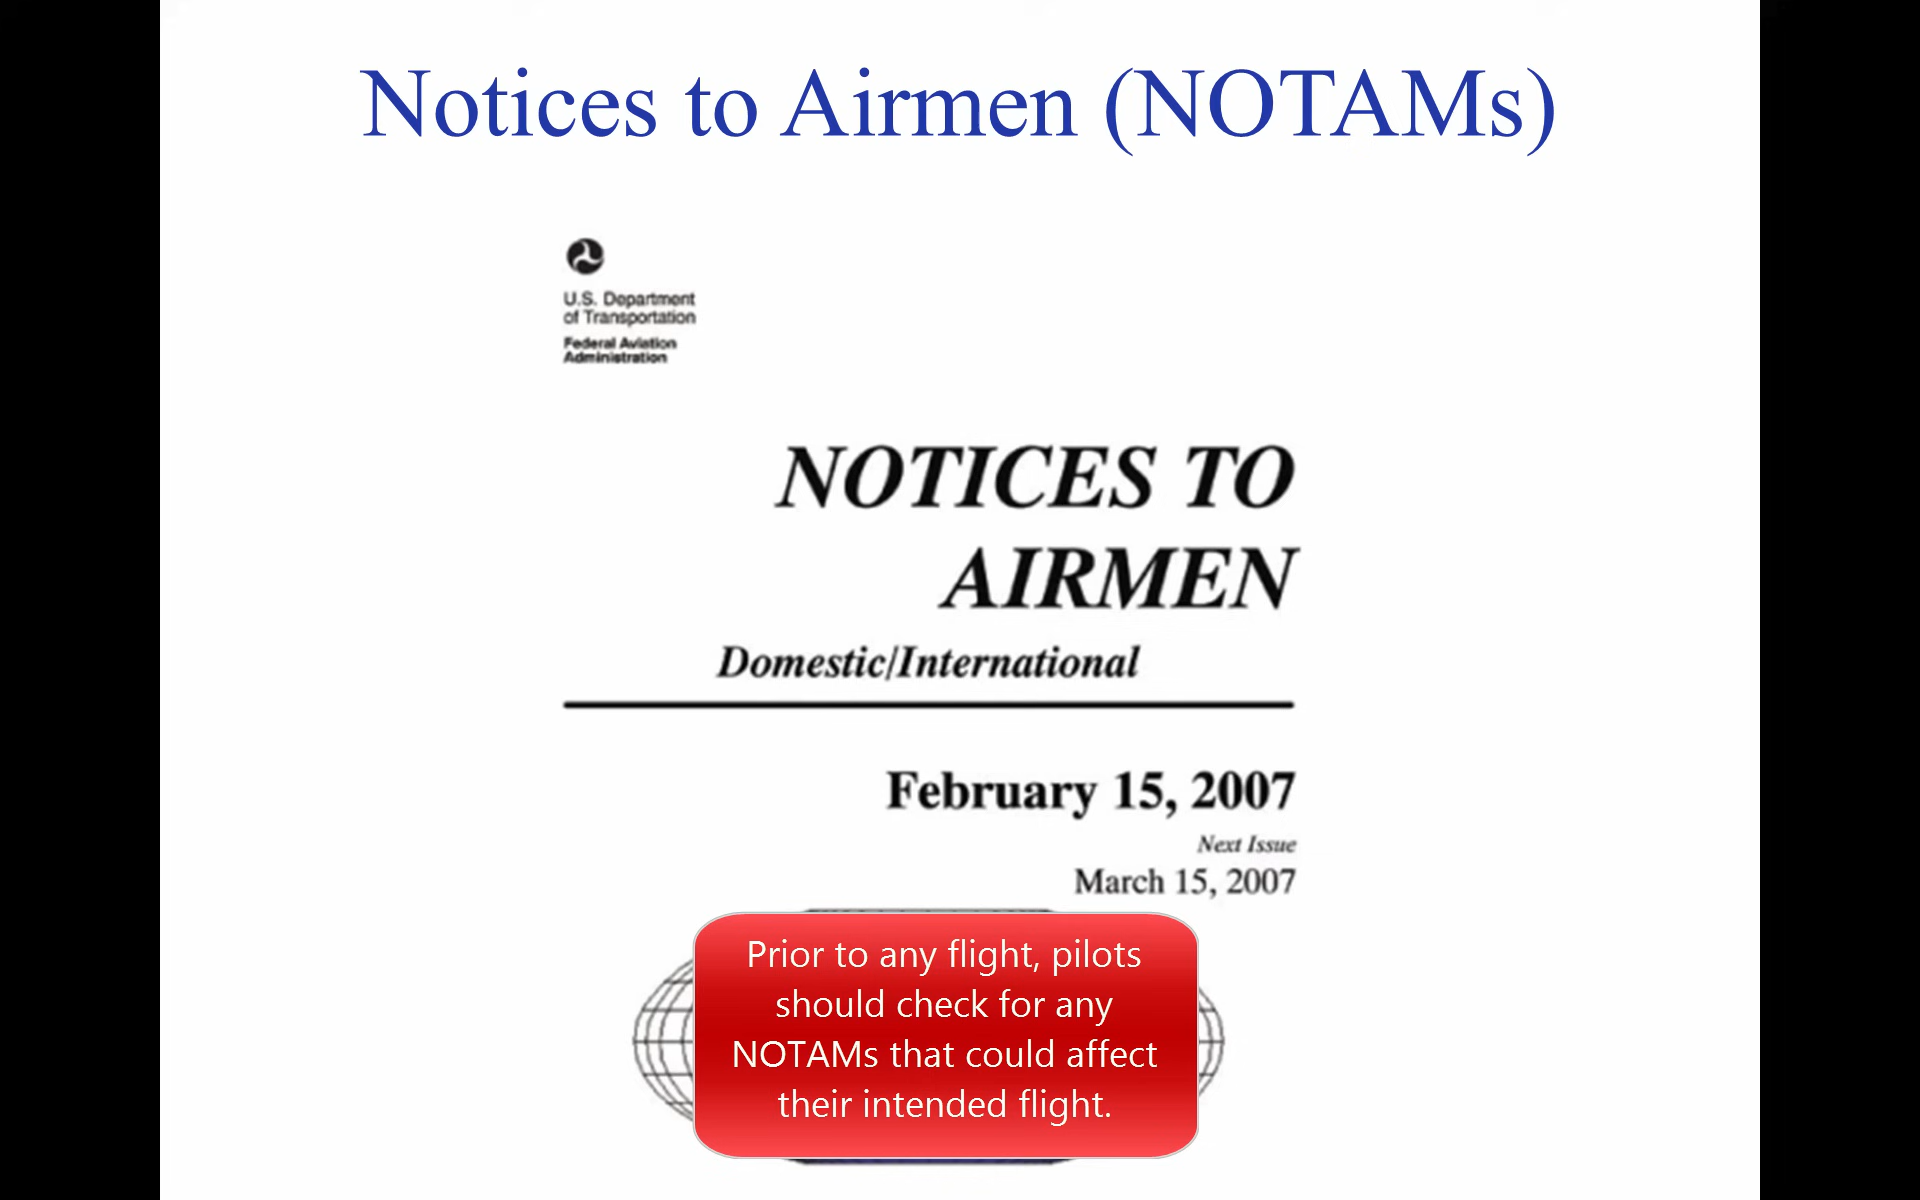 Notices to Airmen (NOTAMs)
U.S. Department
of Transportation
Federal Aviation
Administration
NOTICES TO
AIRMEN
Domestic/International
February 15, 2007
Next Issue
March 15, 2007
Prior to any flight, pilots
should check for any
NOTAMs that could affect
their intended flight.